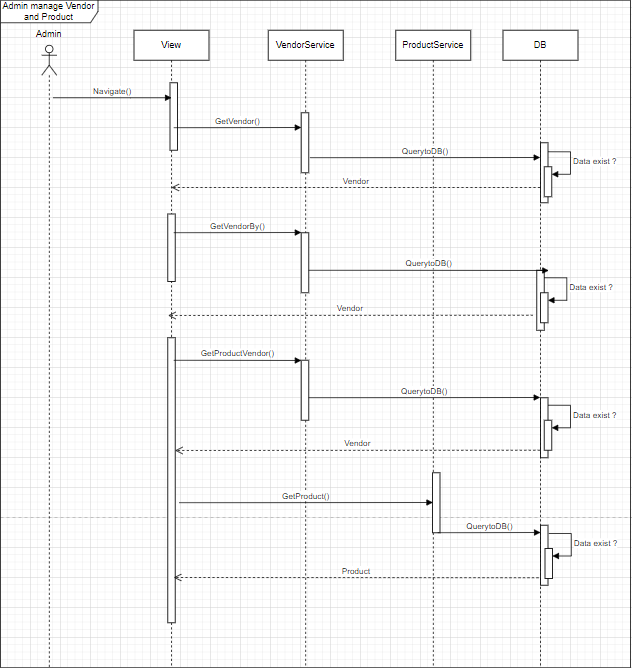 Admin manage Vendor
and Product
Admin
View
VendorService
ProductService
DB
Navigate()
GetVendor()
QuerytoDB()
Data exist ?
Vendor
GetVendorBy()
QuerytoDB()
Data exist ?
Vendor
GetProductVendor()
QuerytoDB()
Data exist ?
Vendor
GetProduct()
QuerytoDB()
Data exist ?
Product